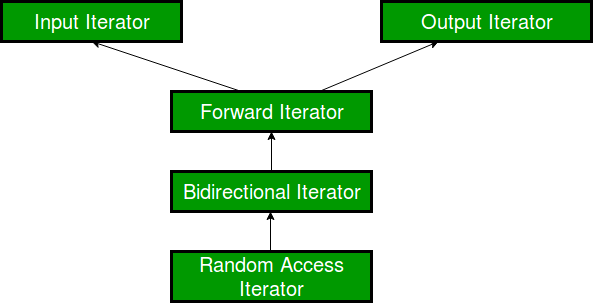 Input Iterator
Output Iterator
Forward Iterator
Bidirectional Iterator
Random Access
Iterator